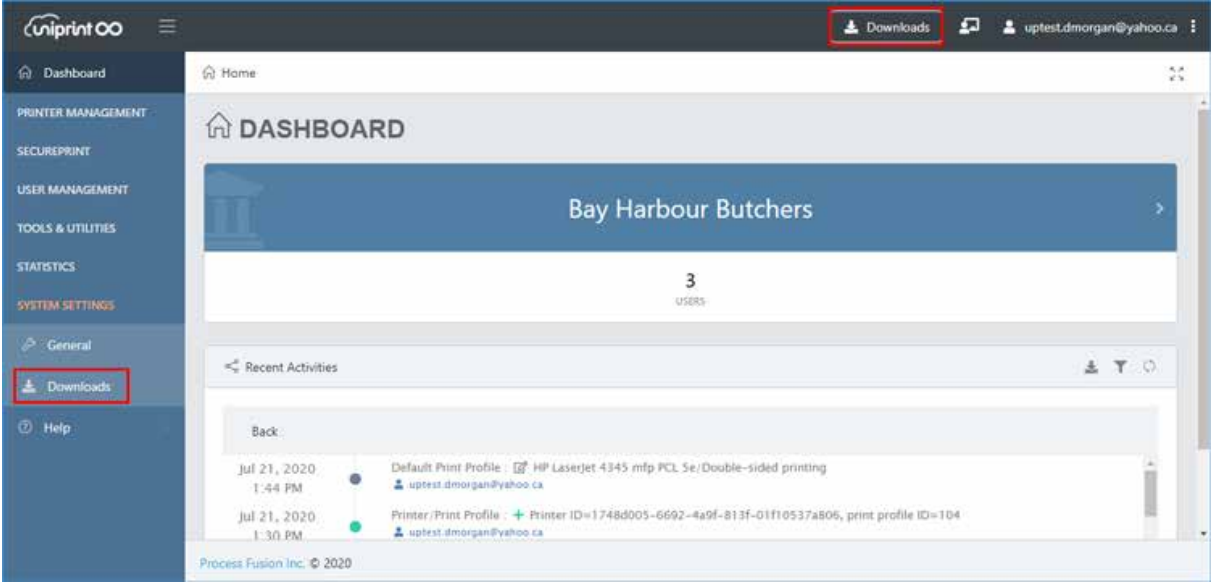 uniprint
Downloads
uptest.dmorgan@yahoo.ca
Dashboard
Home
PRINTER MANAGEMENT
DASHBOARD
SECUREPRINT
USER MANAGEMENT
Bay Harbour Butchers
TOOLS & UTILITIES
STATISTICS
3
USERS
SYSTEM SETTINGS
General
Recent Activities
Downloads
Help
Back
Jul 21, 2020
1:44 PM
Default Print Profile : HP LaserJet 4345 mfp PCL 5e/Double-sided printing
uptest.dmorgan@yahoo.ca
Jul 21, 2020
1:30 PM
Printer/Print Profile : + Printer ID=1748d005-6692-4a9f-813f-01f10537a806, print profile ID=104
uptest.dmorgan@yahoo.ca
Process Fusion Inc. © 2020